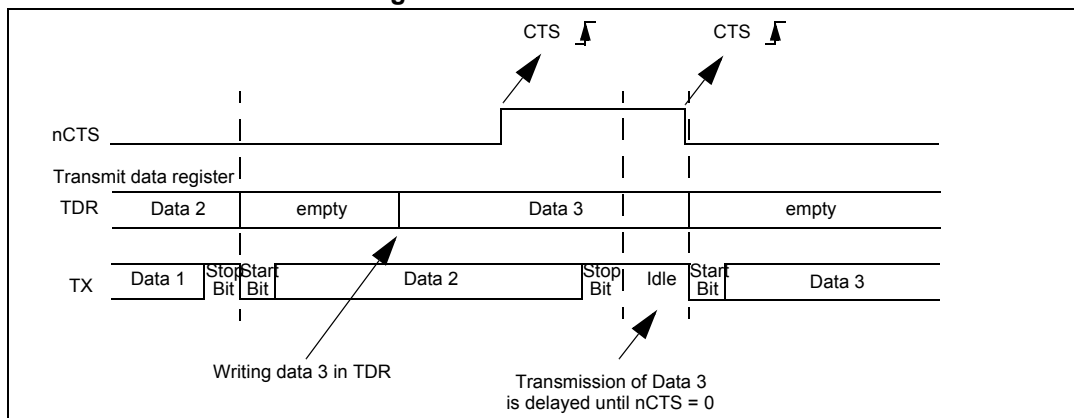 CTS CTS
nCTS
Transmit data register
TDR Data 2 empty Data 3 empty
TX Data 1 Stop Bit Start Bit Data 2 Stop Bit Idle Start Bit Data 3
Writing data 3 in TDR
Transmission of Data 3
is delayed until nCTS = 0